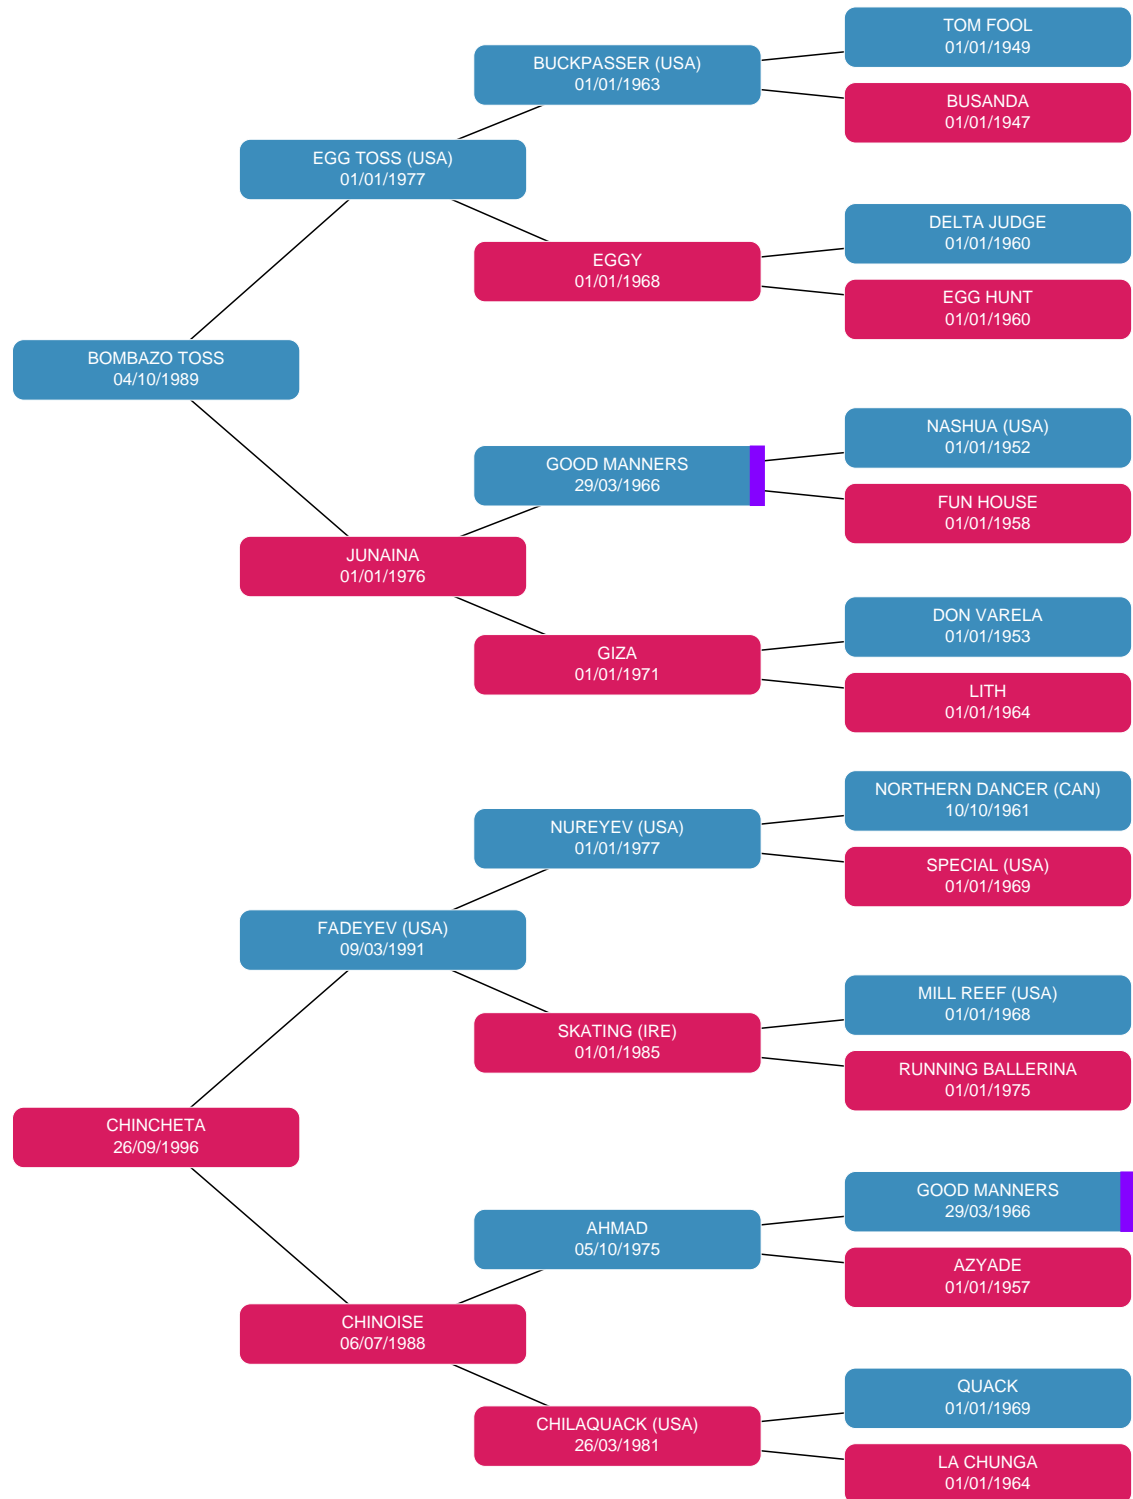 TOM FOOL
01/01/1949
BUCKPASSER (USA)
01/01/1963
BUSANDA
01/01/1947
EGG TOSS (USA)
01/01/1977
DELTA JUDGE
01/01/1960
EGGY
01/01/1968
EGG HUNT
01/01/1960
BOMBAZO TOSS
04/10/1989
NASHUA (USA)
01/01/1952
GOOD MANNERS
29/03/1966
FUN HOUSE
01/01/1958
JUNAINA
01/01/1976
DON VARELA
01/01/1953
GIZA
01/01/1971
LITH
01/01/1964
NORTHERN DANCER (CAN)
10/10/1961
NUREYEV (USA)
01/01/1977
SPECIAL (USA)
01/01/1969
FADEYEV (USA)
09/03/1991
MILL REEF (USA)
01/01/1968
SKATING (IRE)
01/01/1985
RUNNING BALLERINA
01/01/1975
CHINCHETA
26/09/1996
GOOD MANNERS
29/03/1966
AHMAD
05/10/1975
AZYADE
01/01/1957
CHINOISE
06/07/1988
QUACK
01/01/1969
CHILAQUACK (USA)
26/03/1981
LA CHUNGA
01/01/1964